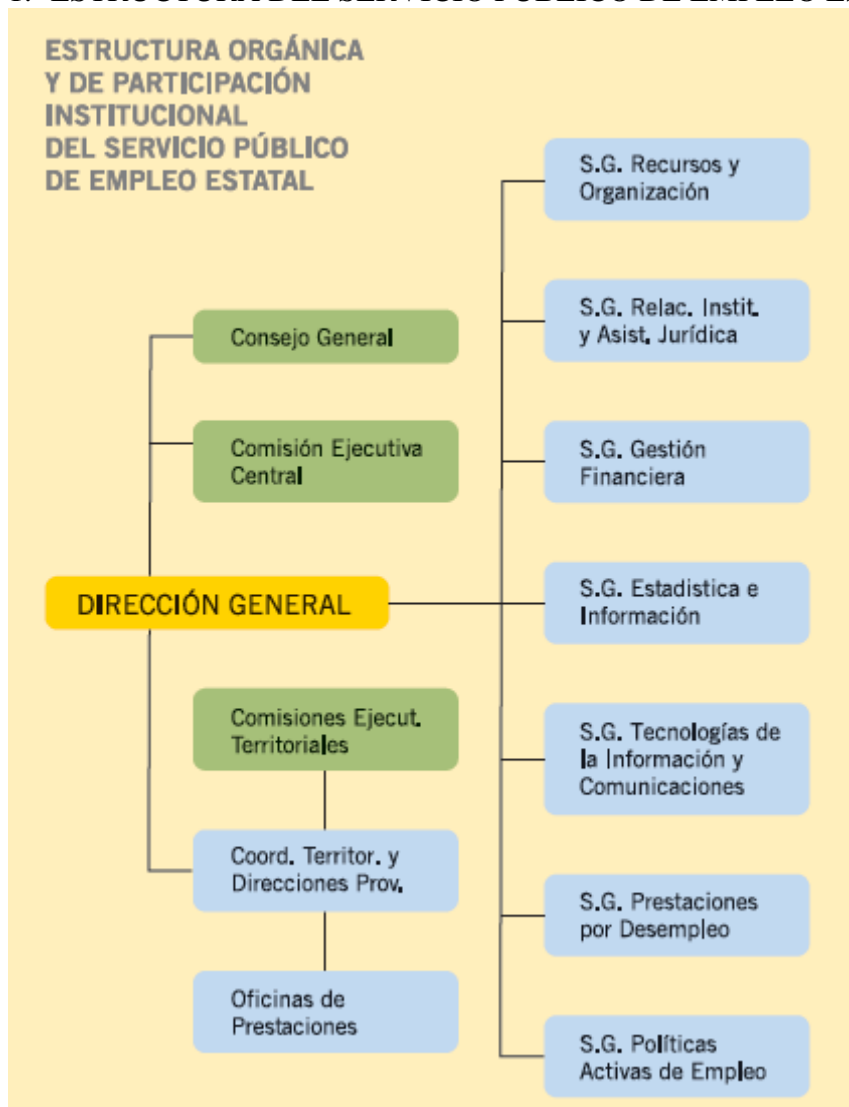 ESTRUCTURA ORGÁNICA
Y DE PARTICIPACIÓN
INSTITUCIONAL
DEL SERVICIO PÚBLICO
DE EMPLEO ESTATAL
Consejo General
Comisión Ejecutiva
Central
DIRECCIÓN GENERAL
Comisiones Ejecut.
Territoriales
Coord. Territor. y
Direcciones Prov.
Oficinas de
Prestaciones
S.G. Recursos y
Organización
S.G. Relac. Instit.
y Asist. Jurídica
S.G. Gestión
Financiera
S.G. Estadistica e
Información
S.G. Tecnologías de
la Información y
Comunicaciones
S.G. Prestaciones
por Desempleo
S.G. Políticas
Activas de Empleo